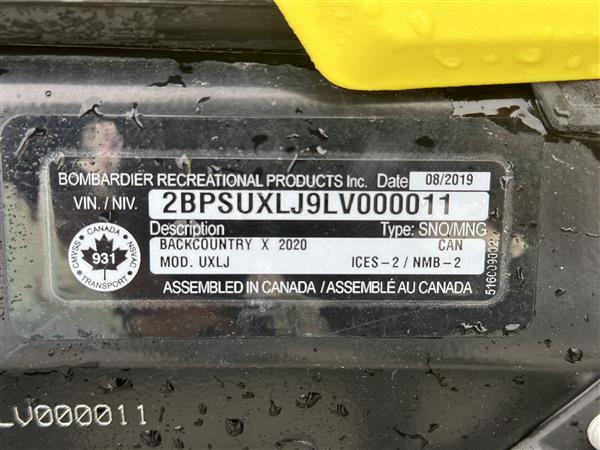 BOMBARDIER RECREATIONAL PRODUCTS Inc. Date 08/2019
VIN. / NIV. 2BPSUXLJ9LV000011
Description Type: SNO/MNG
BACKCOUNTRY X 2020 CAN
MOD. UXLJ ICES-2 / NMB-2
CANADA
CMVSS 931 NSVAC
TRANSPORT
ASSEMBLED IN CANADA / ASSEMBLÉ AU CANADA
LV000011